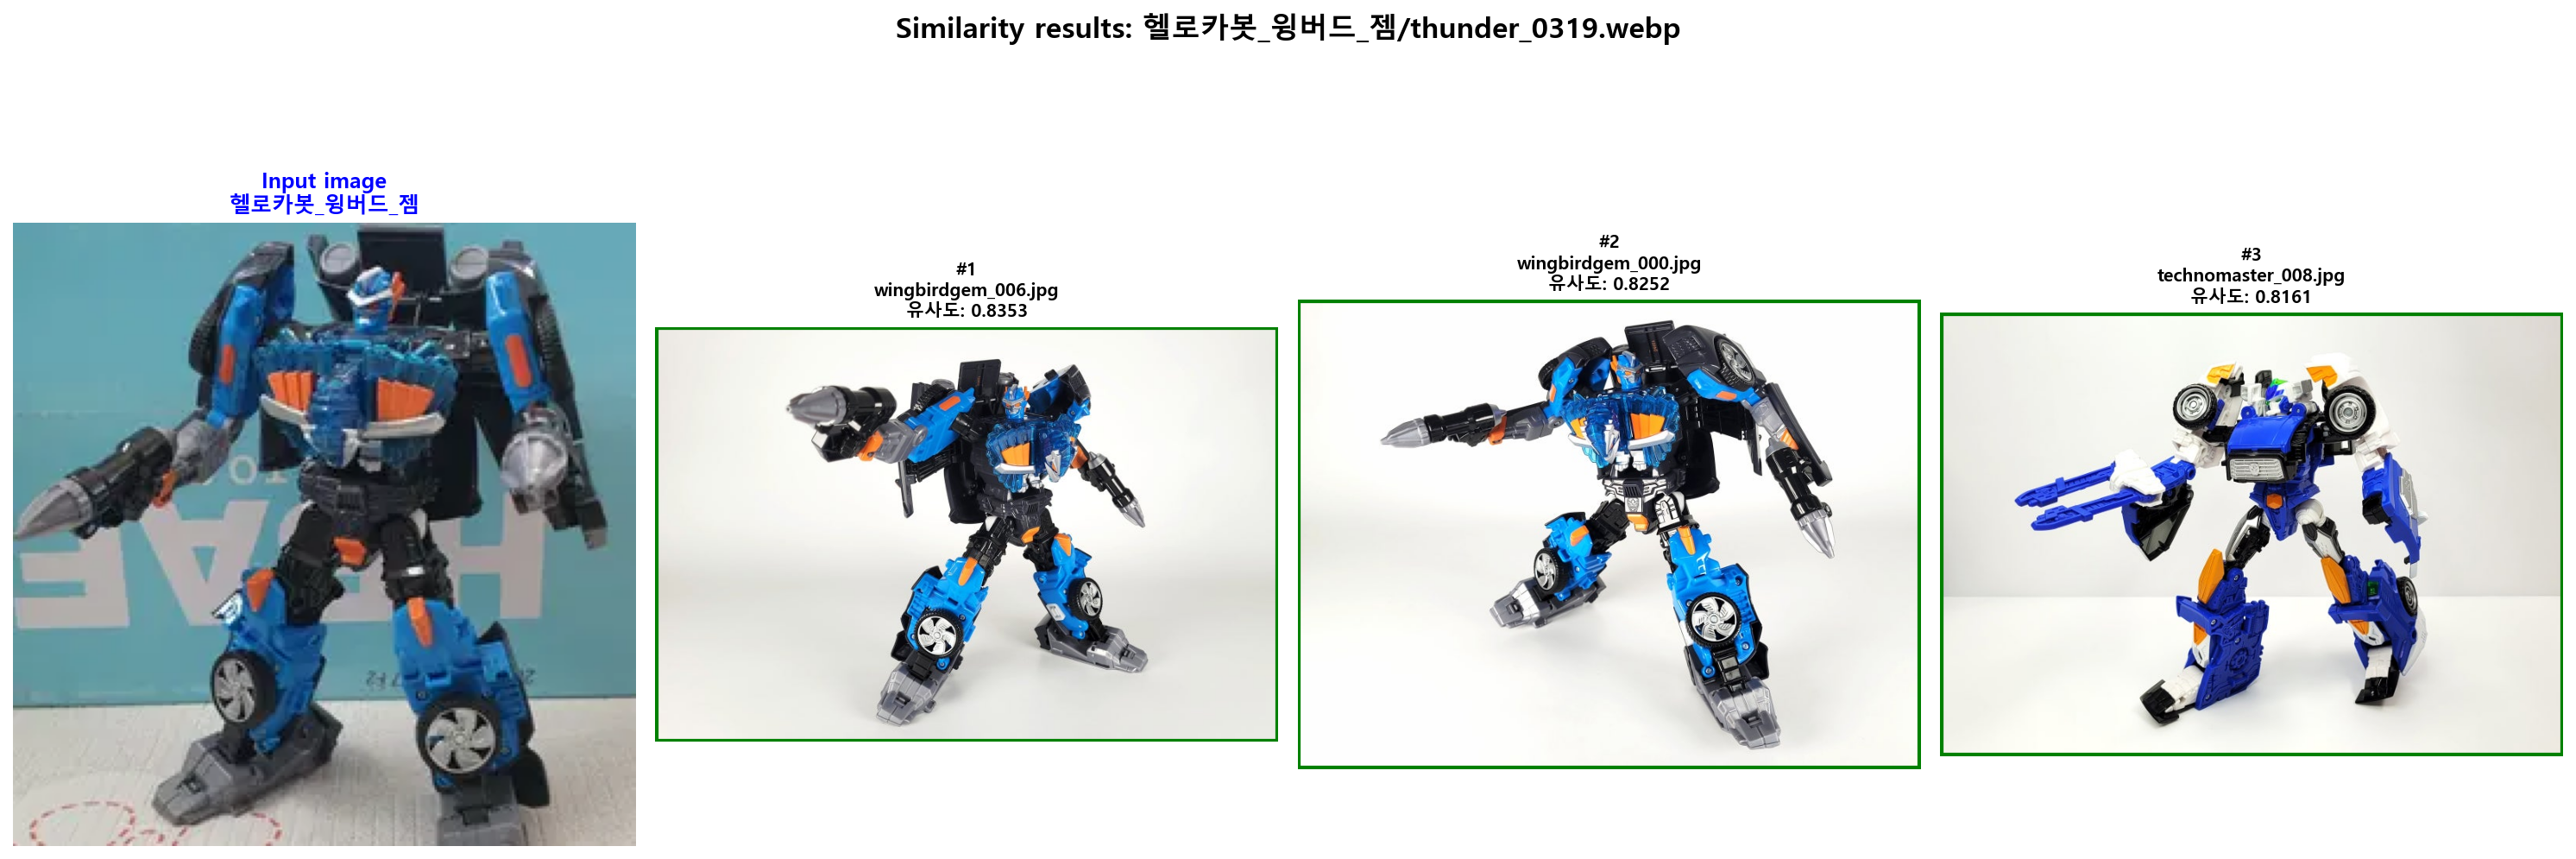 Similarity results: 헬로카봇_윙버드_젬/thunder_0319.webp
Input image
헬로카봇_윙버드_젬
#1
wingbirdgem_006.jpg
유사도: 0.8353
#2
wingbirdgem_000.jpg
유사도: 0.8252
#3
technomaster_008.jpg
유사도: 0.8161